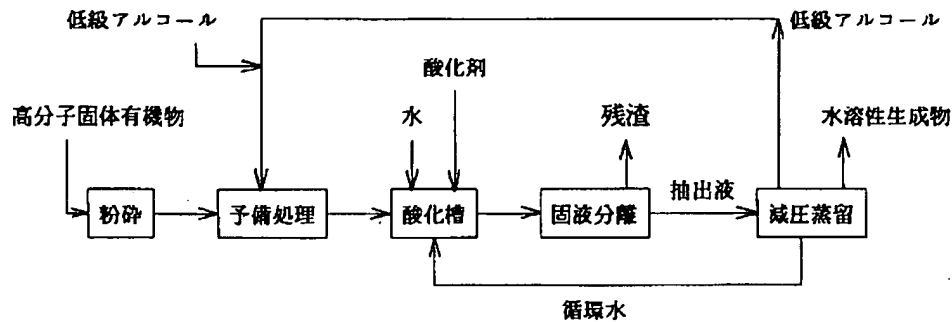 低級アルコール
低級アルコール
酸化剤
高分子固体有機物
水
残渣
水溶性生成物
粉砕
予備処理
酸化槽
固液分離
抽出液
減圧蒸留
循環水